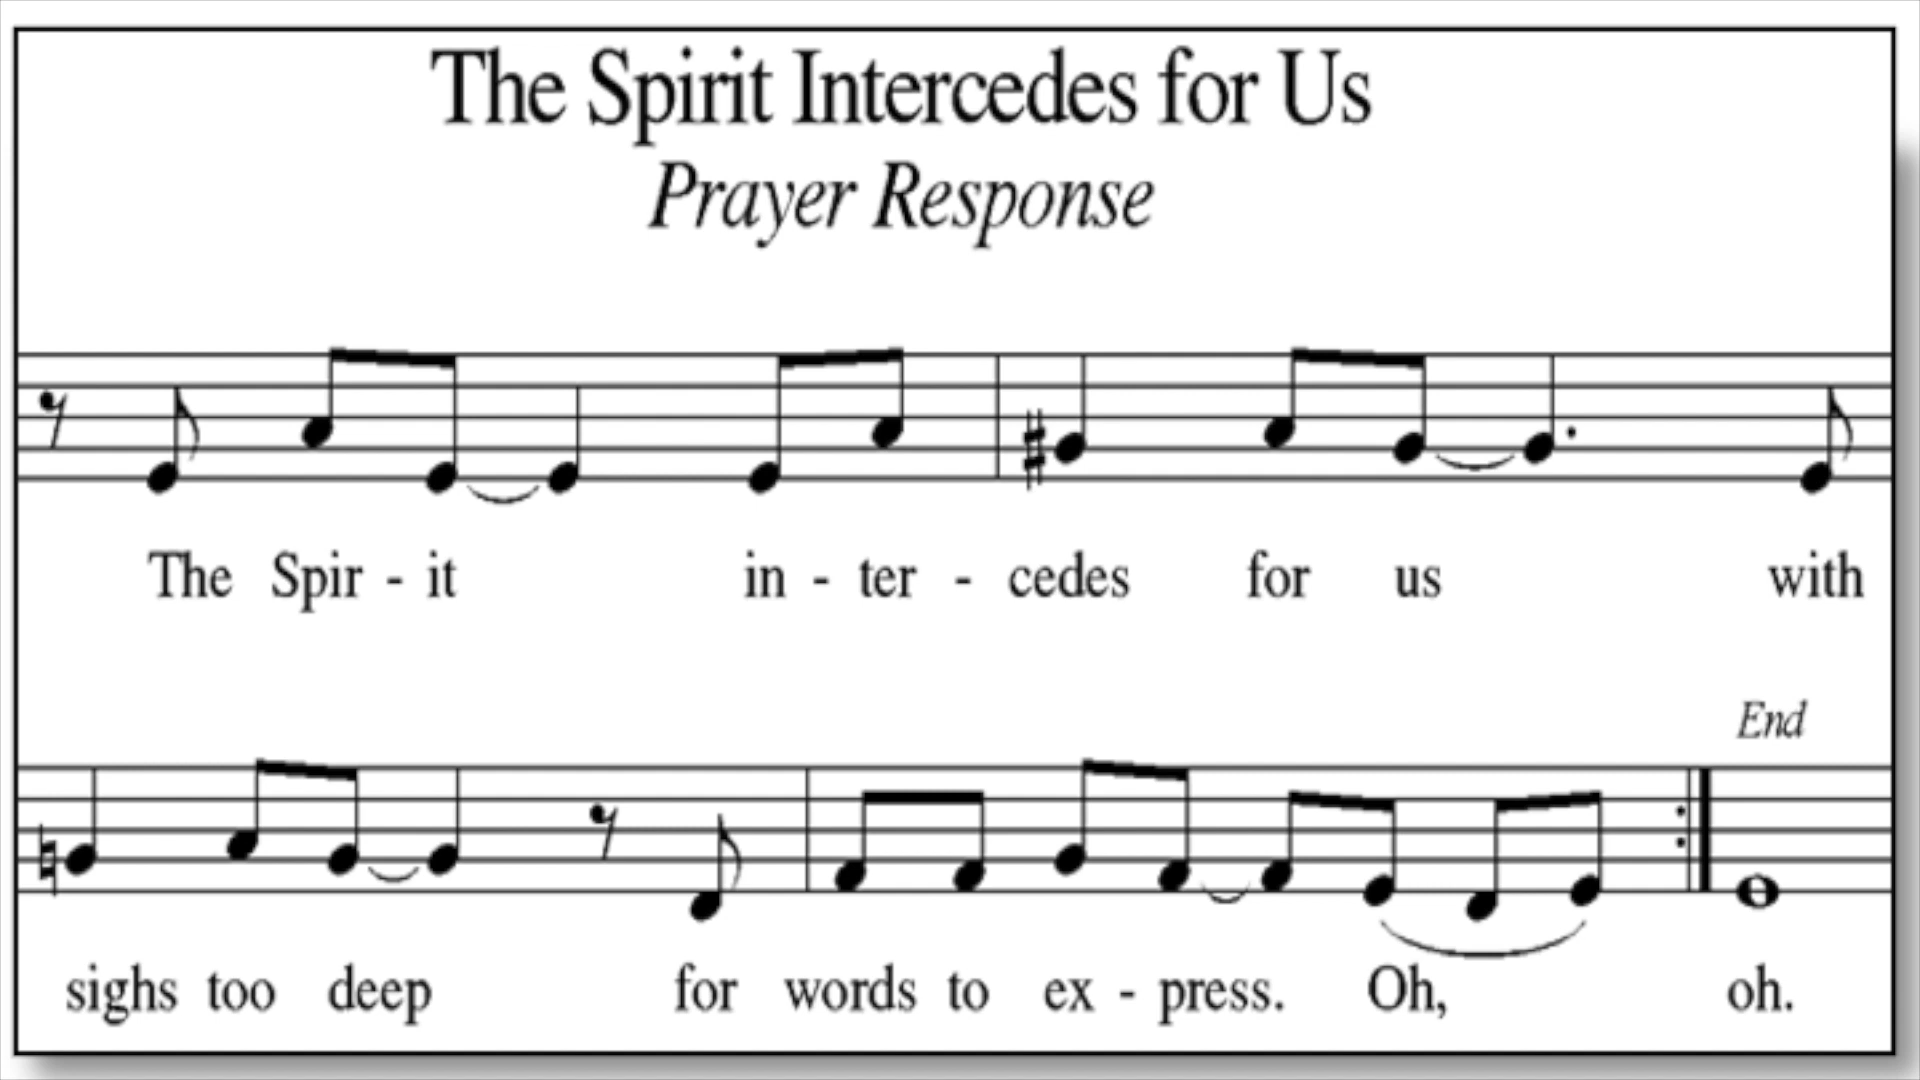 The Spirit Intercedes for Us
Prayer Response
The Spir - it in - ter - cedes for us with
End
sighs too deep for words to ex - press. Oh, oh.